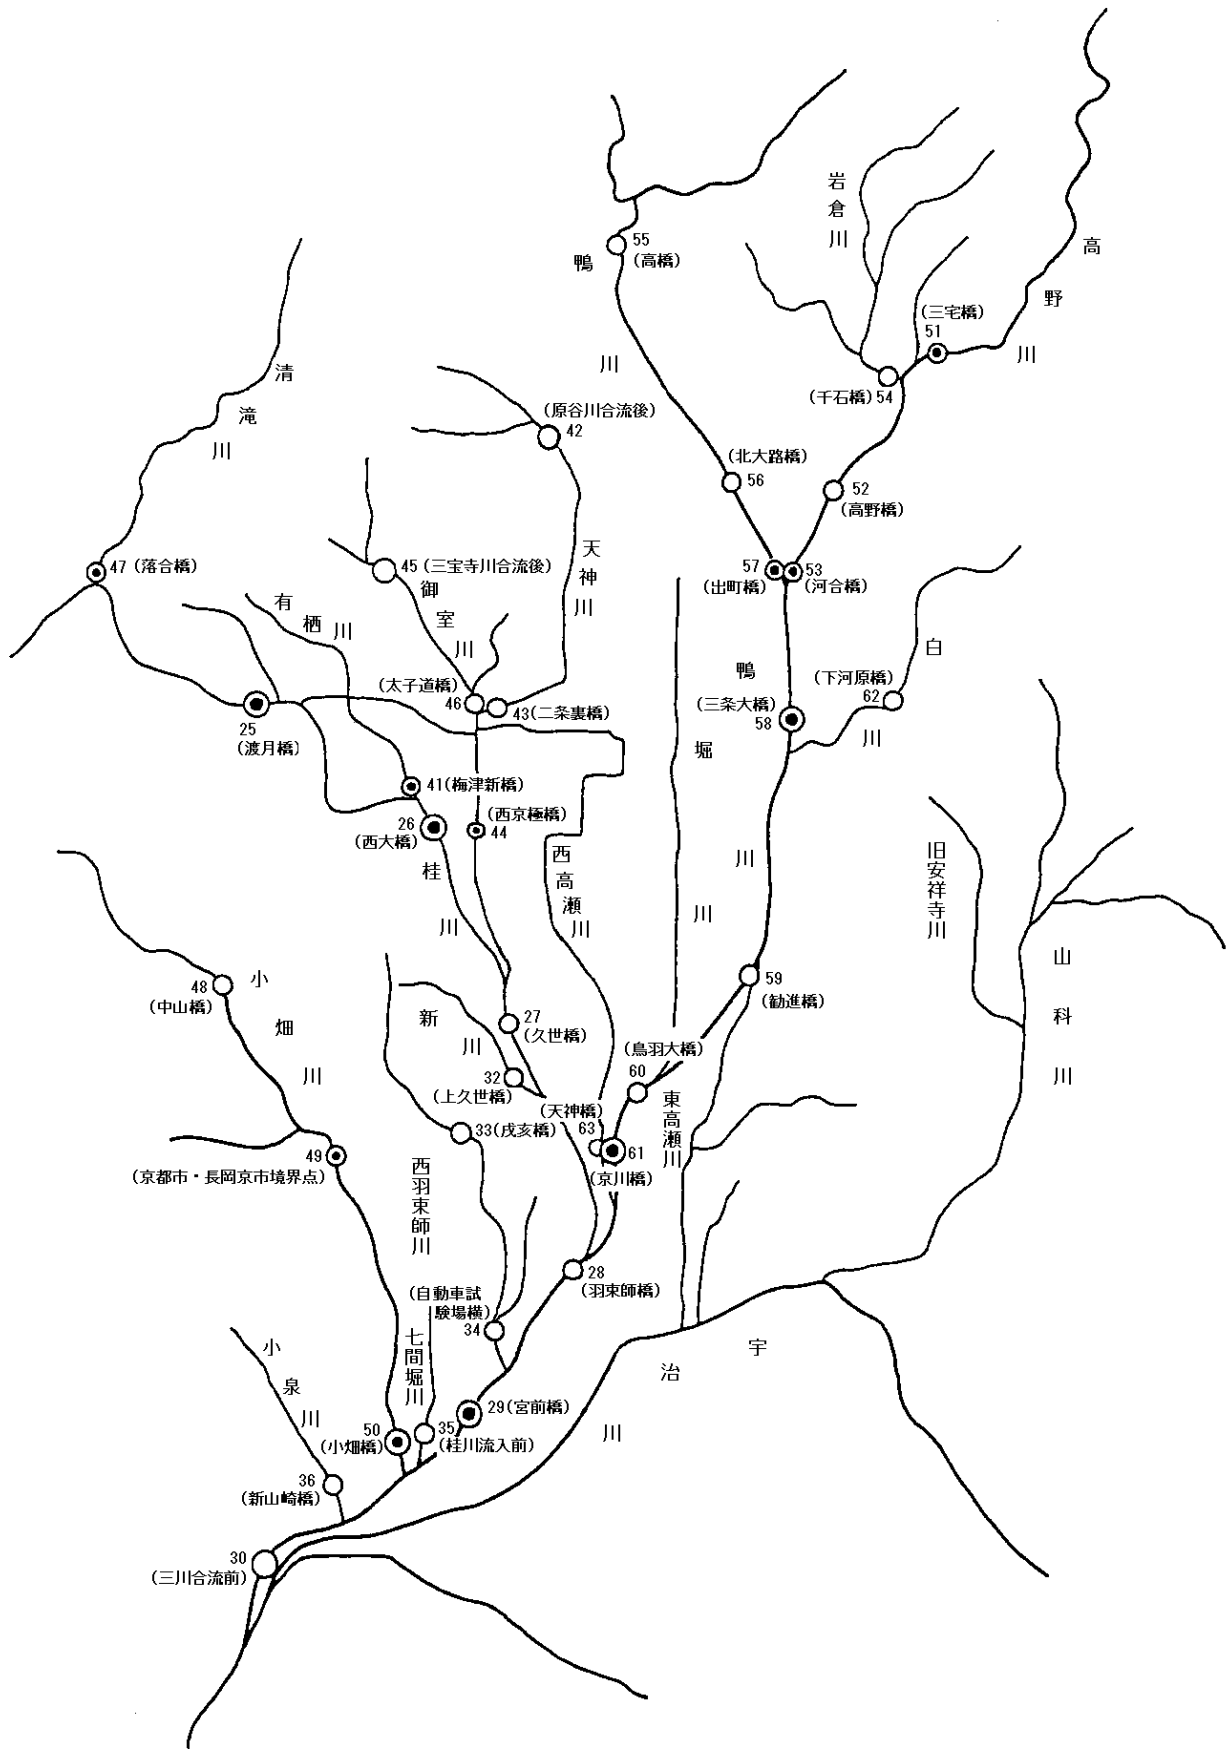 岩倉川
高野川
鴨川
55
(高橋)
(三宅橋)
51
(千石橋) 54
清滝川
(原谷川合流後)
42
(北大路橋)
56
52
(高野橋)
47 (落合橋)
45 (三宝寺川合流後)
天神川
57
(出町橋)
53
(河合橋)
有栖川
御室川
白川
鴨川
(太子道橋)
46
43(二条裏橋)
(下河原橋)
62
(三条大橋)
58
25
(渡月橋)
堀川
41(梅津新橋)
(西京極橋)
44
26
(西大橋)
桂川
西高瀬川
旧安祥寺川
山科川
48
(中山橋)
小畑川
59
(勧進橋)
新川
27
(久世橋)
(鳥羽大橋)
60
32
(上久世橋)
(天神橋)
63
東高瀬川
33(戌亥橋)
61
(京川橋)
49
(京都市・長岡京市境界点)
西羽束師川
28
(羽束師橋)
(自動車試
験場横)
34
七間堀川
小泉川
宇治川
29(宮前橋)
50
(小畑橋)
35
(桂川流入前)
36
(新山崎橋)
30
(三川合流前)